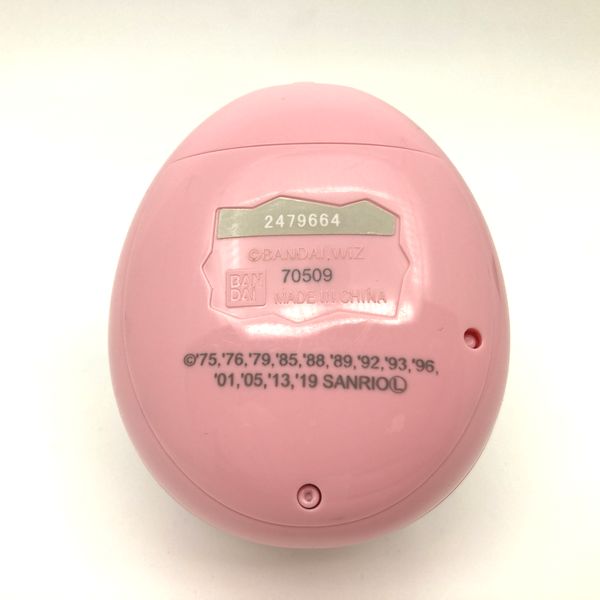 2479664
©BANDAI,WIZ
BAN
DAI
70509
MADE IN CHINA
©'75,'76,'79,'85,'88,'89,'92,'93,'96,
'01,'05,'13,'19 SANRIOⓁ